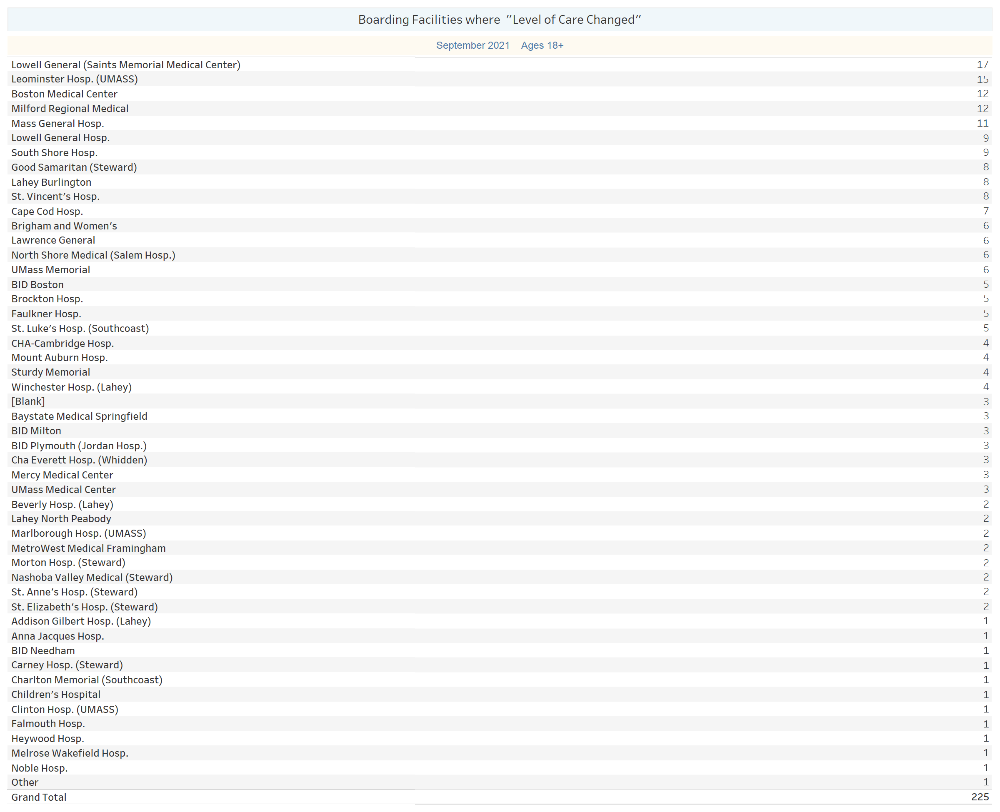 Boarding Facilities where "Level of Care Changed"
September 2021 Ages 18+
Lowell General (Saints Memorial Medical Center) 17
Leominster Hosp. (UMASS) 15
Boston Medical Center 12
Milford Regional Medical 12
Mass General Hosp. 11
Lowell General Hosp. 9
South Shore Hosp. 9
Good Samaritan (Steward) 8
Lahey Burlington 8
St. Vincent's Hosp. 8
Cape Cod Hosp. 7
Brigham and Women's 6
Lawrence General 6
North Shore Medical (Salem Hosp.) 6
UMass Memorial 6
BID Boston 5
Brockton Hosp. 5
Faulkner Hosp. 5
St. Luke's Hosp. (Southcoast) 5
CHA-Cambridge Hosp. 4
Mount Auburn Hosp. 4
Sturdy Memorial 4
Winchester Hosp. (Lahey) 4
[Blank] 3
Baystate Medical Springfield 3
BID Milton 3
BID Plymouth (Jordan Hosp.) 3
Cha Everett Hosp. (Whidden) 3
Mercy Medical Center 3
UMass Medical Center 3
Beverly Hosp. (Lahey) 2
Lahey North Peabody 2
Marlborough Hosp. (UMASS) 2
MetroWest Medical Framingham 2
Morton Hosp. (Steward) 2
Nashoba Valley Medical (Steward) 2
St. Anne's Hosp. (Steward) 2
St. Elizabeth's Hosp. (Steward) 2
Addison Gilbert Hosp. (Lahey) 1
Anna Jacques Hosp. 1
BID Needham 1
Carney Hosp. (Steward) 1
Charlton Memorial (Southcoast) 1
Children's Hospital 1
Clinton Hosp. (UMASS) 1
Falmouth Hosp. 1
Heywood Hosp. 1
Melrose Wakefield Hosp. 1
Noble Hosp. 1
Other 1
Grand Total 225